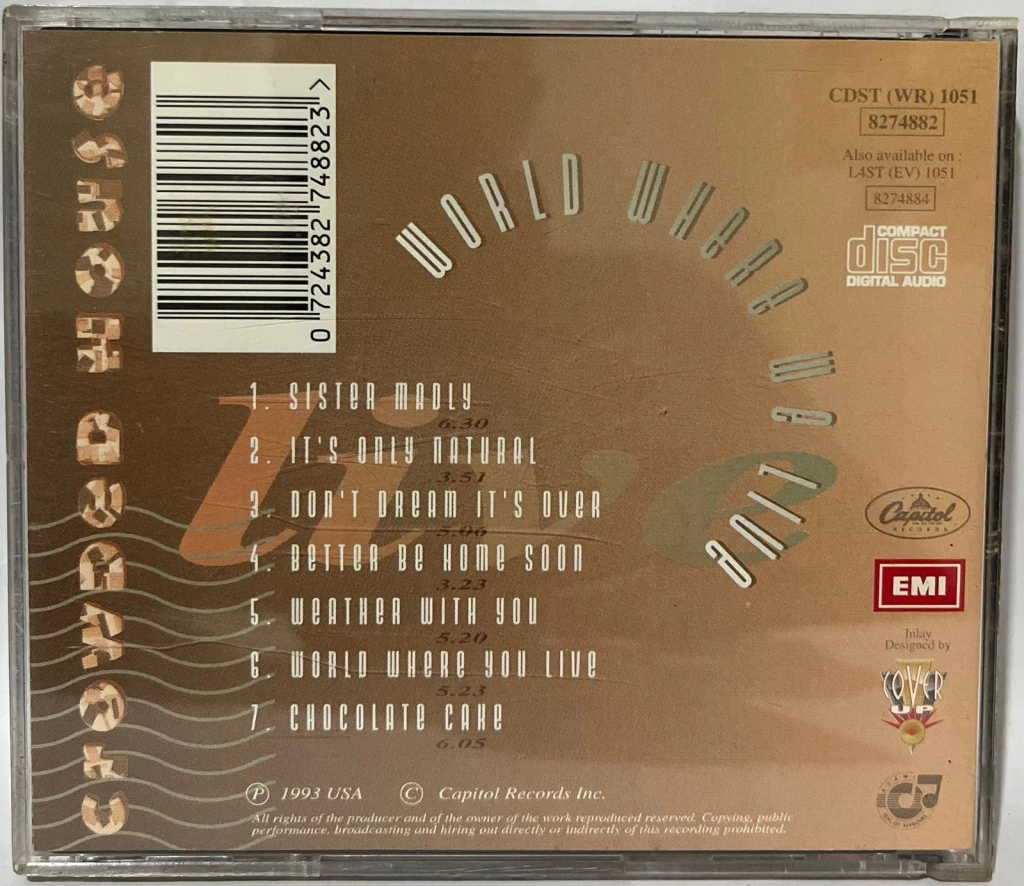 CROWDED HOUSE
0 724382 748823 >
CDST (WR) 1051
8274882
Also available on :
L4ST (EV) 1051
8274884
COMPACT
disc
DIGITAL AUDIO
WORLD WHERE WE LIVE
live
1. SISTER MADLY
6.30
2. IT'S ONLY NATURAL
3.51
3. DON'T DREAM IT'S OVER
5.06
4. BETTER BE HOME SOON
3.23
5. WEATHER WITH YOU
5.20
6. WORLD WHERE YOU LIVE
5.23
7. CHOCOLATE CAKE
6.05
Capitol
RECORDS
EMI
Inlay
Designed by
COVER
UP
Ⓟ 1993 USA © Capitol Records Inc.
All rights of the producer and of the owner of the work reproduced reserved. Copying, public
performance, broadcasting and hiring out directly or indirectly of this recording prohibited.